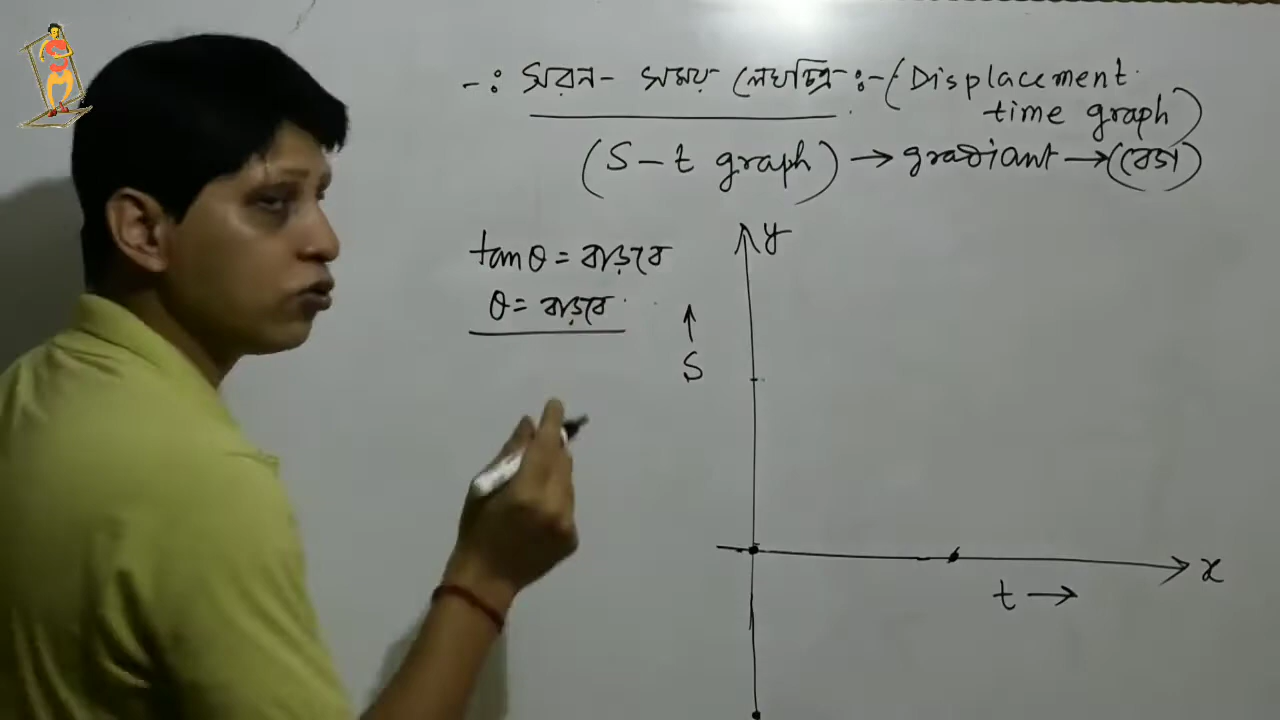 -: সরন- সময় লেখচিত্র :- (Displacement
time graph)
(S - t graph) → gradiant → (বেগ)
tan θ = বাড়বে
θ = বাড়বে
y
S
x
t →